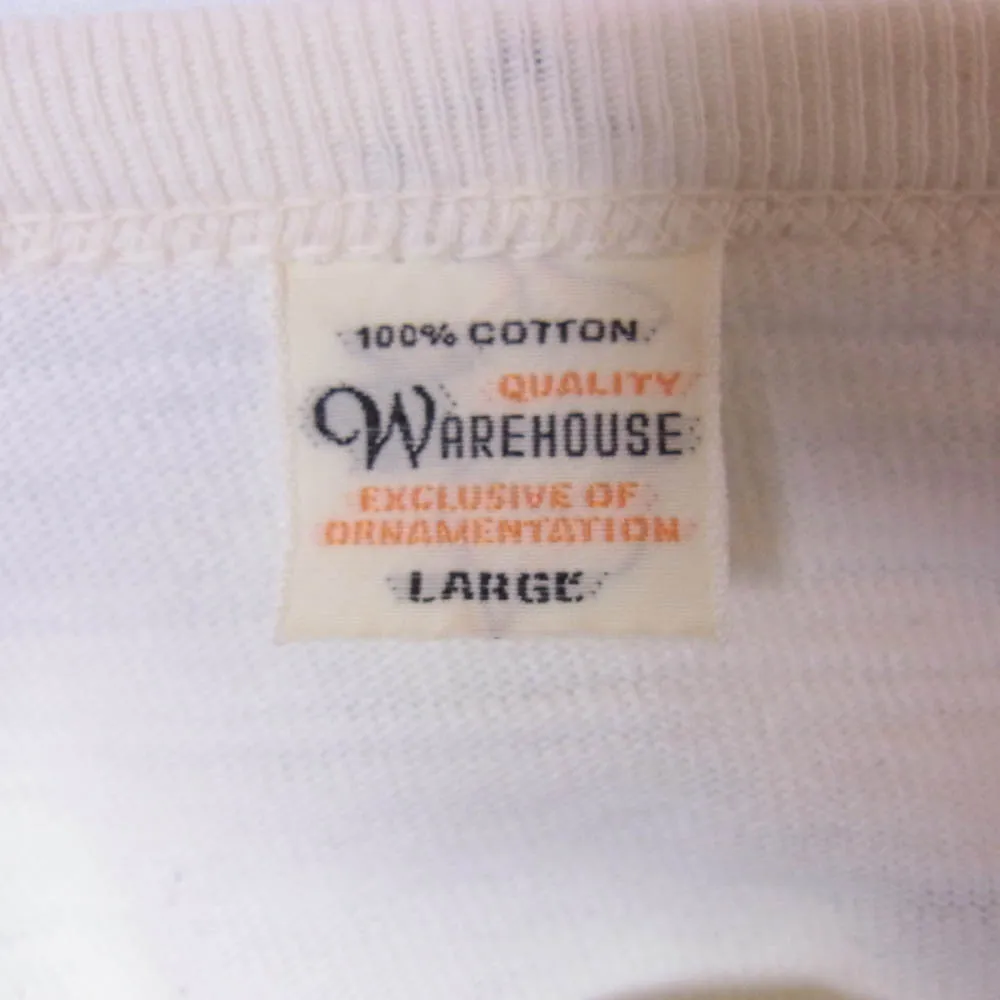 100% COTTON.
QUALITY
WAREHOUSE
EXCLUSIVE OF
ORNAMENTATION
LARGE